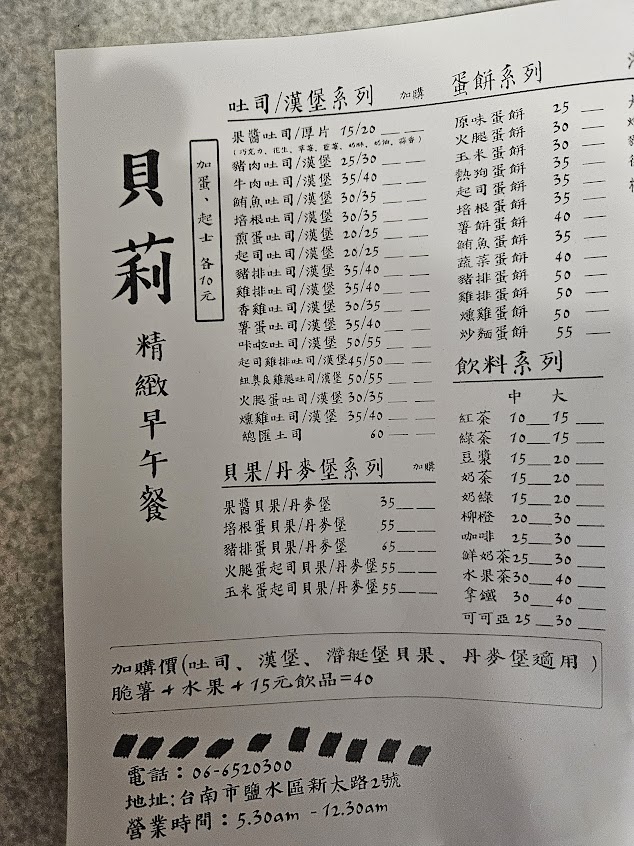 貝莉
精緻早午餐
加蛋、起士 各10元
吐司/漢堡系列 加購
果醬吐司/厚片 15/20
(巧克力、花生、草莓、藍莓、奶酥、奶油、蒜香)
豬肉吐司/漢堡 25/30
牛肉吐司/漢堡 35/40
鮪魚吐司/漢堡 30/35
培根吐司/漢堡 30/35
煎蛋吐司/漢堡 20/25
起司吐司/漢堡 20/25
豬排吐司/漢堡 35/40
雞排吐司/漢堡 35/40
香雞吐司/漢堡 30/35
薯蛋吐司/漢堡 35/40
咔啦吐司/漢堡 50/55
起司雞排吐司/漢堡45/50
紐奧良雞腿吐司/漢堡 50/55
火腿蛋吐司/漢堡 30/35
燻雞吐司/漢堡 35/40
總匯土司 60
貝果/丹麥堡系列 加購
果醬貝果/丹麥堡 35
培根蛋貝果/丹麥堡 55
豬排蛋貝果/丹麥堡 65
火腿蛋起司貝果/丹麥堡55
玉米蛋起司貝果/丹麥堡55
蛋餅系列
原味蛋餅 25
火腿蛋餅 30
玉米蛋餅 30
熱狗蛋餅 35
起司蛋餅 35
培根蛋餅 35
薯餅蛋餅 40
鮪魚蛋餅 35
蔬菜蛋餅 40
豬排蛋餅 50
雞排蛋餅 50
燻雞蛋餅 50
炒麵蛋餅 55
飲料系列
中 大
紅茶 10 15
綠茶 10 15
豆漿 15 20
奶茶 15 20
奶綠 15 20
柳橙 20 30
咖啡 25 30
鮮奶茶25 30
水果茶30 40
拿鐵 30 40
可可亞25 30
加購價(吐司、漢堡、潛艇堡貝果、丹麥堡適用)
脆薯+水果+15元飲品=40
電話：06-6520300
地址:台南市鹽水區新大路2號
營業時間：5.30am - 12.30am